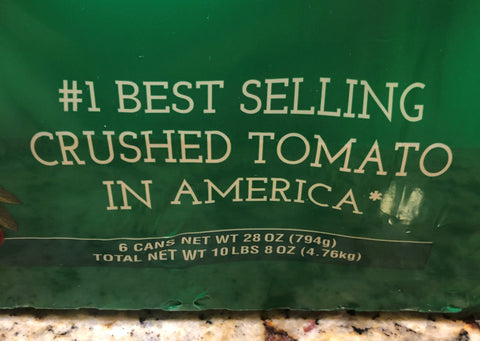 #1 BEST SELLING
CRUSHED TOMATO
IN AMERICA*
6 CANS NET WT 28 OZ (794g)
TOTAL NET WT 10 LBS 8 OZ (4.76kg)